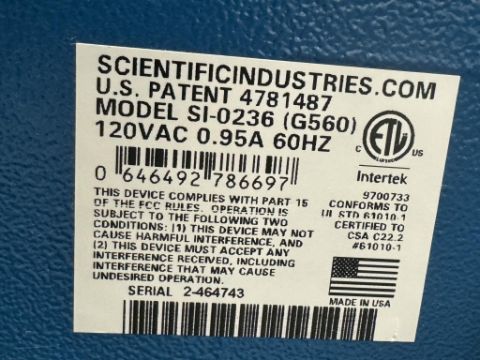 SCIENTIFICINDUSTRIES.COM
U.S. PATENT 4781487
MODEL SI-0236 (G560)
120VAC 0.95A 60HZ
C ETL US
Intertek
0 646492 786697
9700733
CONFORMS TO
UL STD 61010-1
CERTIFIED TO
CSA C22.2
#61010-1
THIS DEVICE COMPLIES WITH PART 15
OF THE FCC RULES. OPERATION IS
SUBJECT TO THE FOLLOWING TWO
CONDITIONS: (1) THIS DEVICE MAY NOT
CAUSE HARMFUL INTERFERENCE, AND
(2) THIS DEVICE MUST ACCEPT ANY
INTERFERENCE RECEIVED, INCLUDING
INTERFERENCE THAT MAY CAUSE
UNDESIRED OPERATION.
SERIAL 2-464743
MADE IN USA